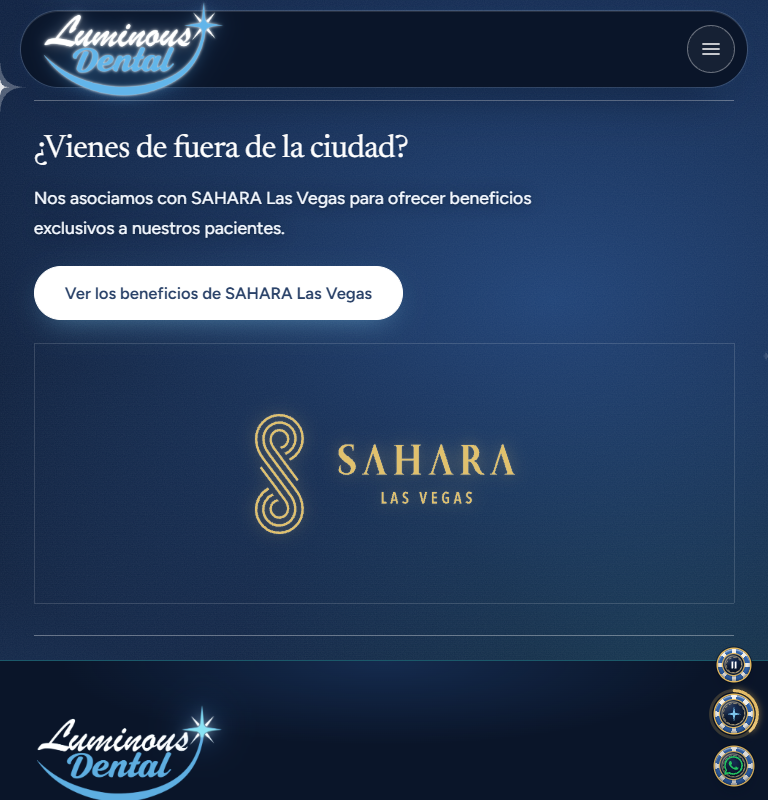 Luminous
Dental
¿Vienes de fuera de la ciudad?
Nos asociamos con SAHARA Las Vegas para ofrecer beneficios
exclusivos a nuestros pacientes.
Ver los beneficios de SAHARA Las Vegas
SAHARA
LAS VEGAS
Luminous
Dental